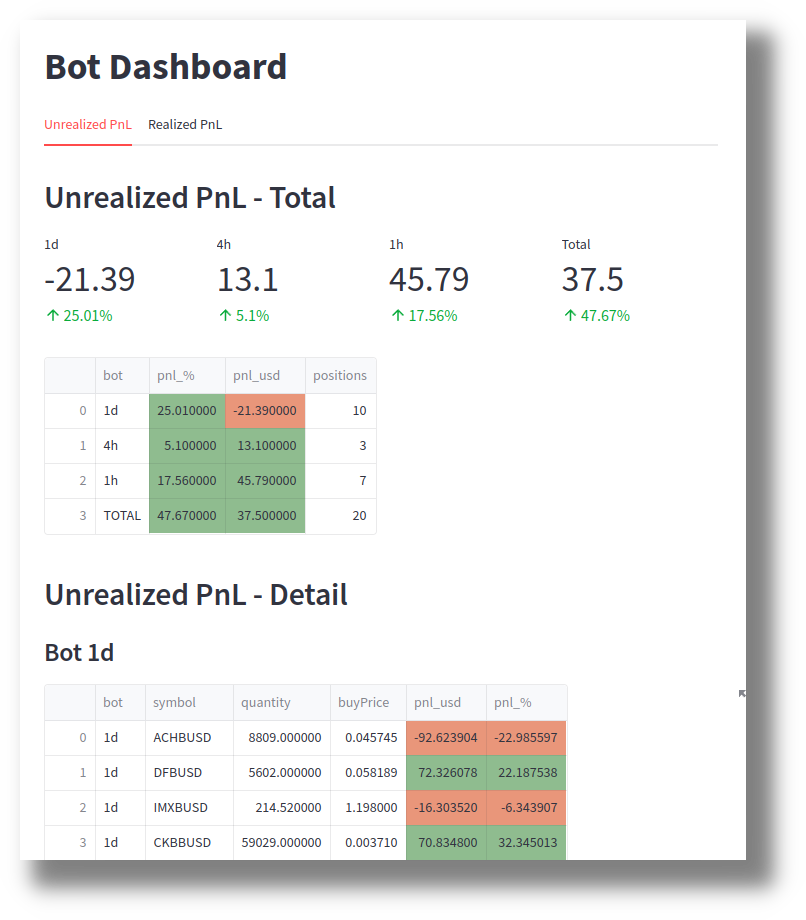 Bot Dashboard
Unrealized PnL Realized PnL
Unrealized PnL - Total
1d 4h 1h Total
-21.39 13.1 45.79 37.5
↑ 25.01% ↑ 5.1% ↑ 17.56% ↑ 47.67%
bot pnl_% pnl_usd positions
0 1d 25.010000 -21.390000 10
1 4h 5.100000 13.100000 3
2 1h 17.560000 45.790000 7
3 TOTAL 47.670000 37.500000 20
Unrealized PnL - Detail
Bot 1d
bot symbol quantity buyPrice pnl_usd pnl_%
0 1d ACHBUSD 8809.000000 0.045745 -92.623904 -22.985597
1 1d DFBUSD 5602.000000 0.058189 72.326078 22.187538
2 1d IMXBUSD 214.520000 1.198000 -16.303520 -6.343907
3 1d CKBBUSD 59029.000000 0.003710 70.834800 32.345013